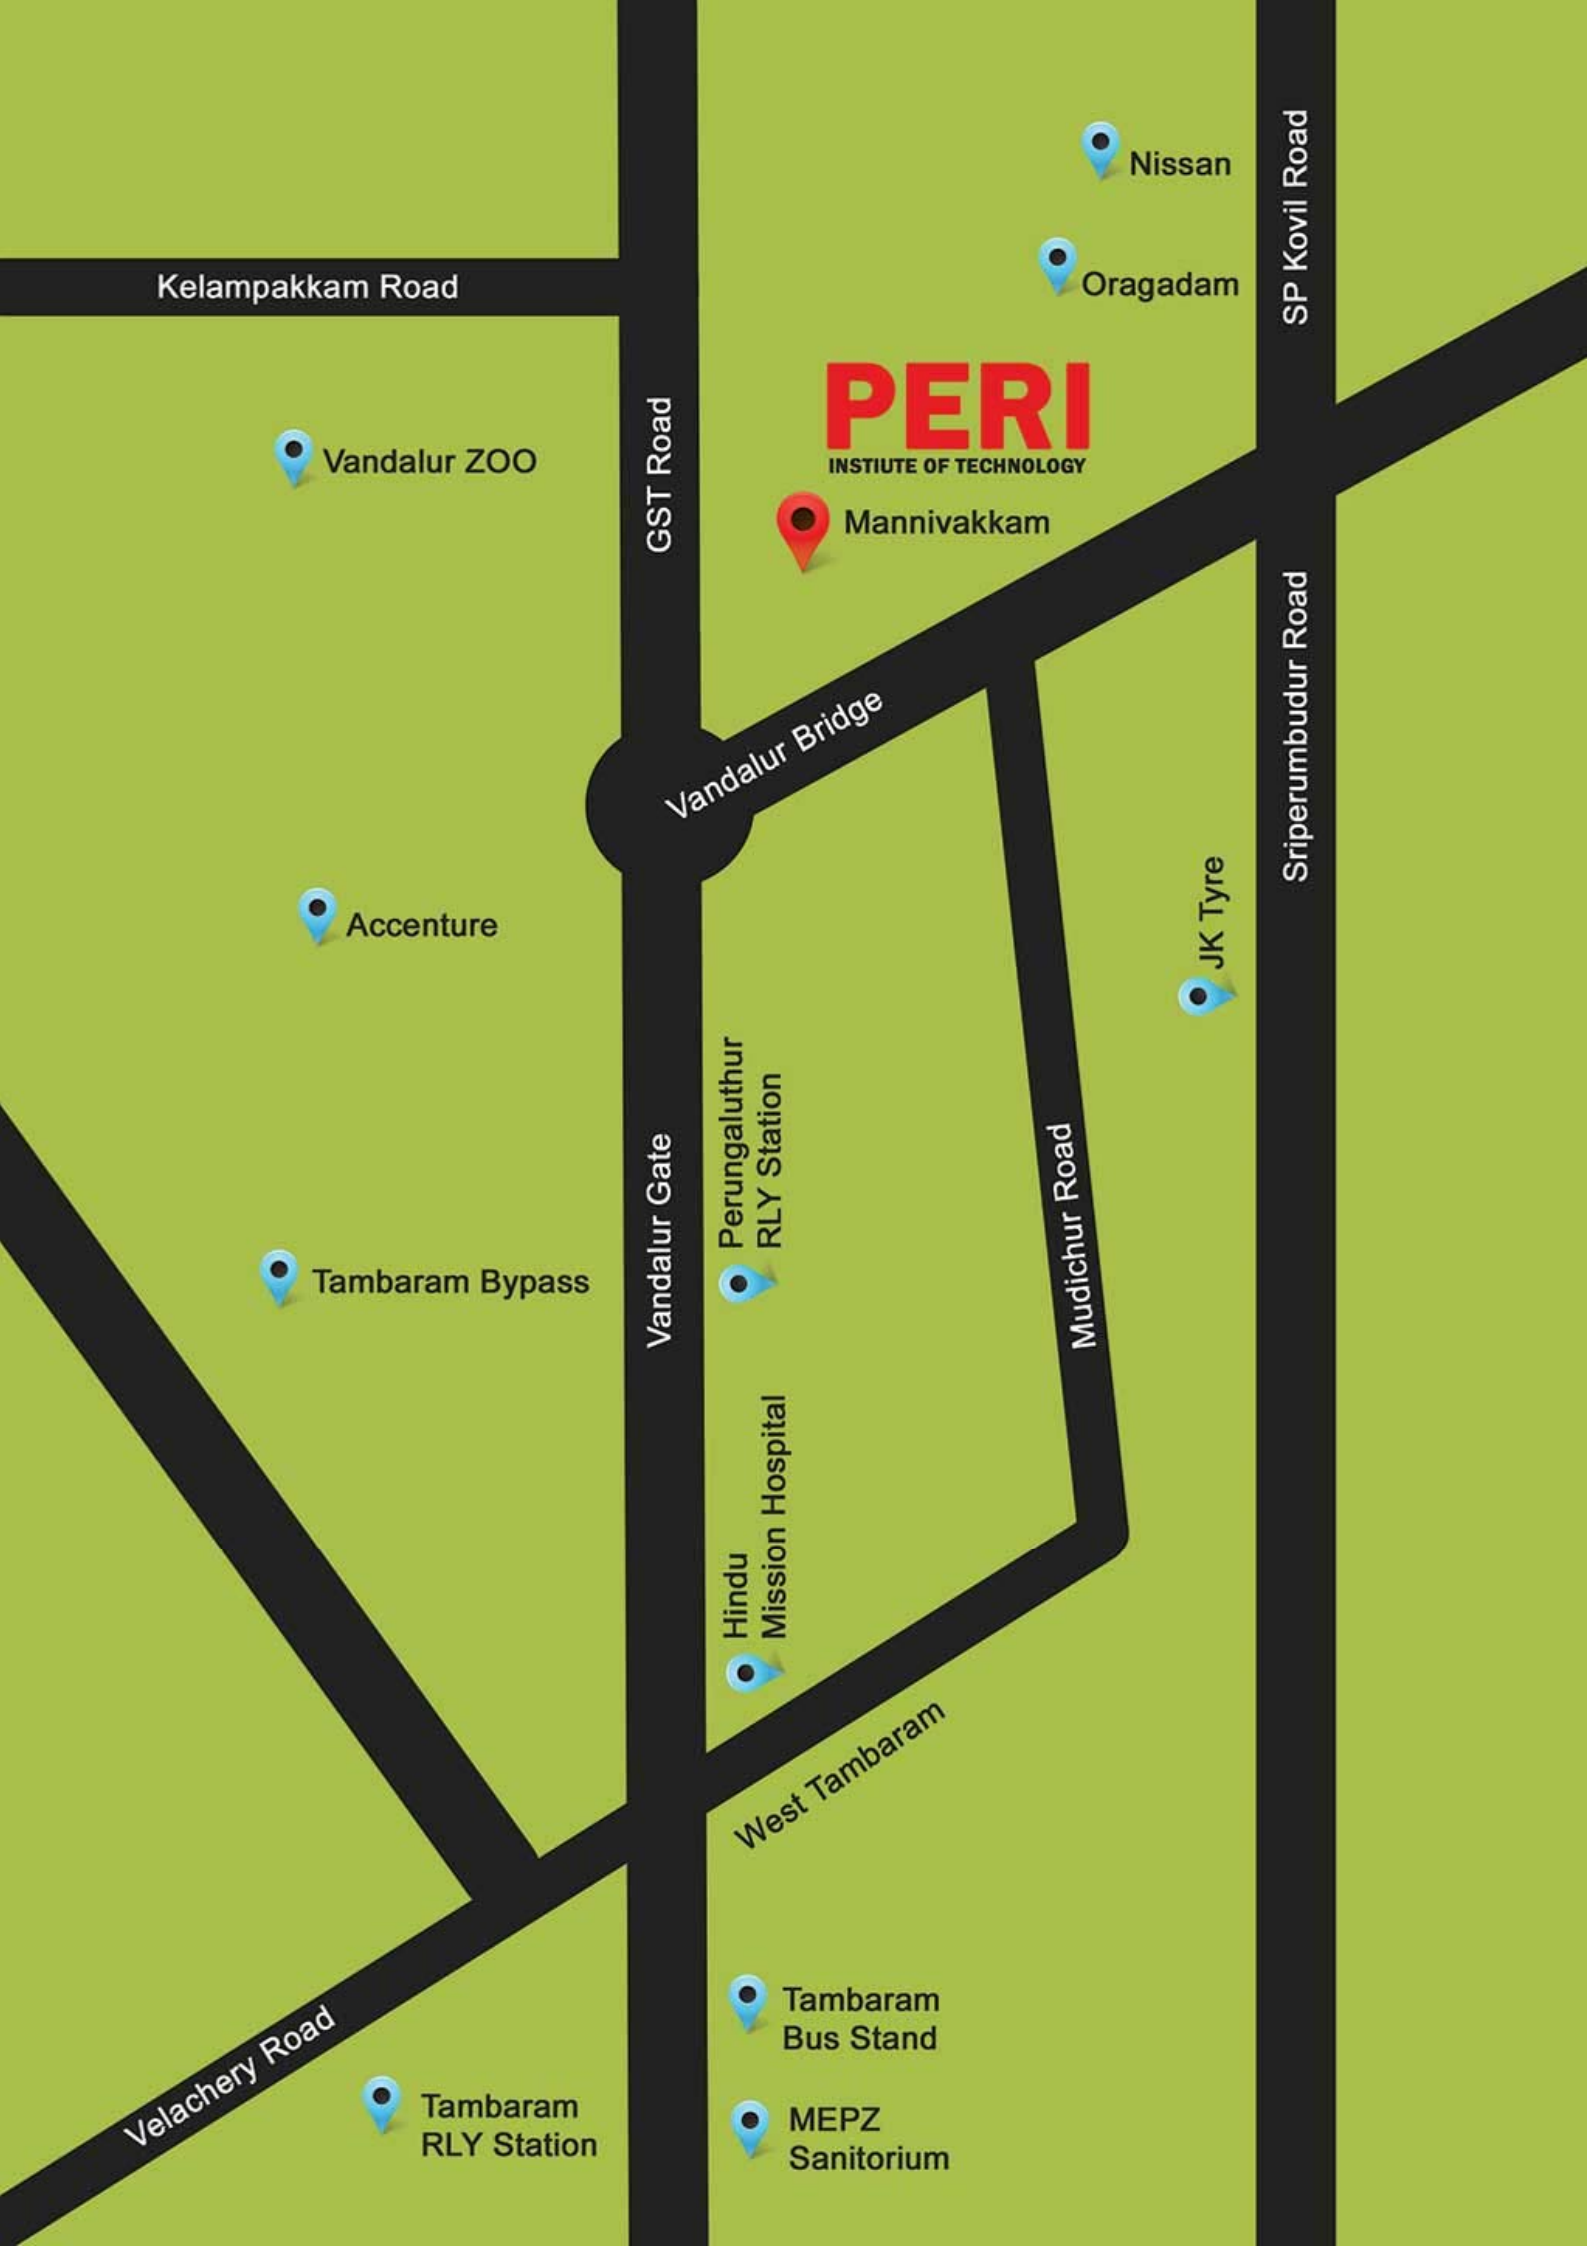 Nissan
SP Kovil Road
Oragadam
Kelampakkam Road
PERI
INSTIUTE OF TECHNOLOGY
GST Road
Vandalur ZOO
Mannivakkam
Sriperumbudur Road
Vandalur Bridge
JK Tyre
Accenture
Perungaluthur
RLY Station
Vandalur Gate
Mudichur Road
Tambaram Bypass
Hindu
Mission Hospital
West Tambaram
Tambaram
Bus Stand
Velachery Road
Tambaram
RLY Station
MEPZ
Sanitorium